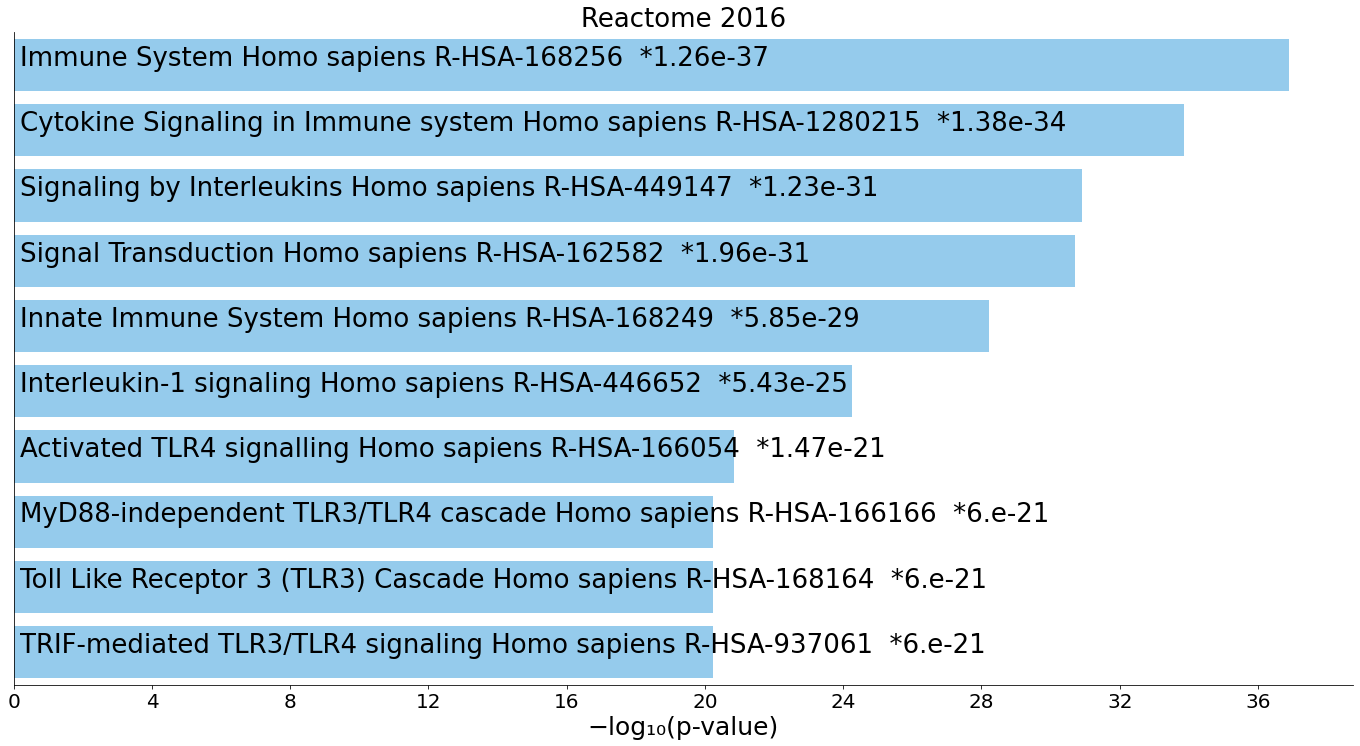 Reactome 2016
Immune System Homo sapiens R-HSA-168256  *1.26e-37
Cytokine Signaling in Immune system Homo sapiens R-HSA-1280215  *1.38e-34
Signaling by Interleukins Homo sapiens R-HSA-449147  *1.23e-31
Signal Transduction Homo sapiens R-HSA-162582  *1.96e-31
Innate Immune System Homo sapiens R-HSA-168249  *5.85e-29
Interleukin-1 signaling Homo sapiens R-HSA-446652  *5.43e-25
Activated TLR4 signalling Homo sapiens R-HSA-166054  *1.47e-21
MyD88-independent TLR3/TLR4 cascade Homo sapiens R-HSA-166166  *6.e-21
Toll Like Receptor 3 (TLR3) Cascade Homo sapiens R-HSA-168164  *6.e-21
TRIF-mediated TLR3/TLR4 signaling Homo sapiens R-HSA-937061  *6.e-21
0 4 8 12 16 20 24 28 32 36
−log₁₀(p-value)